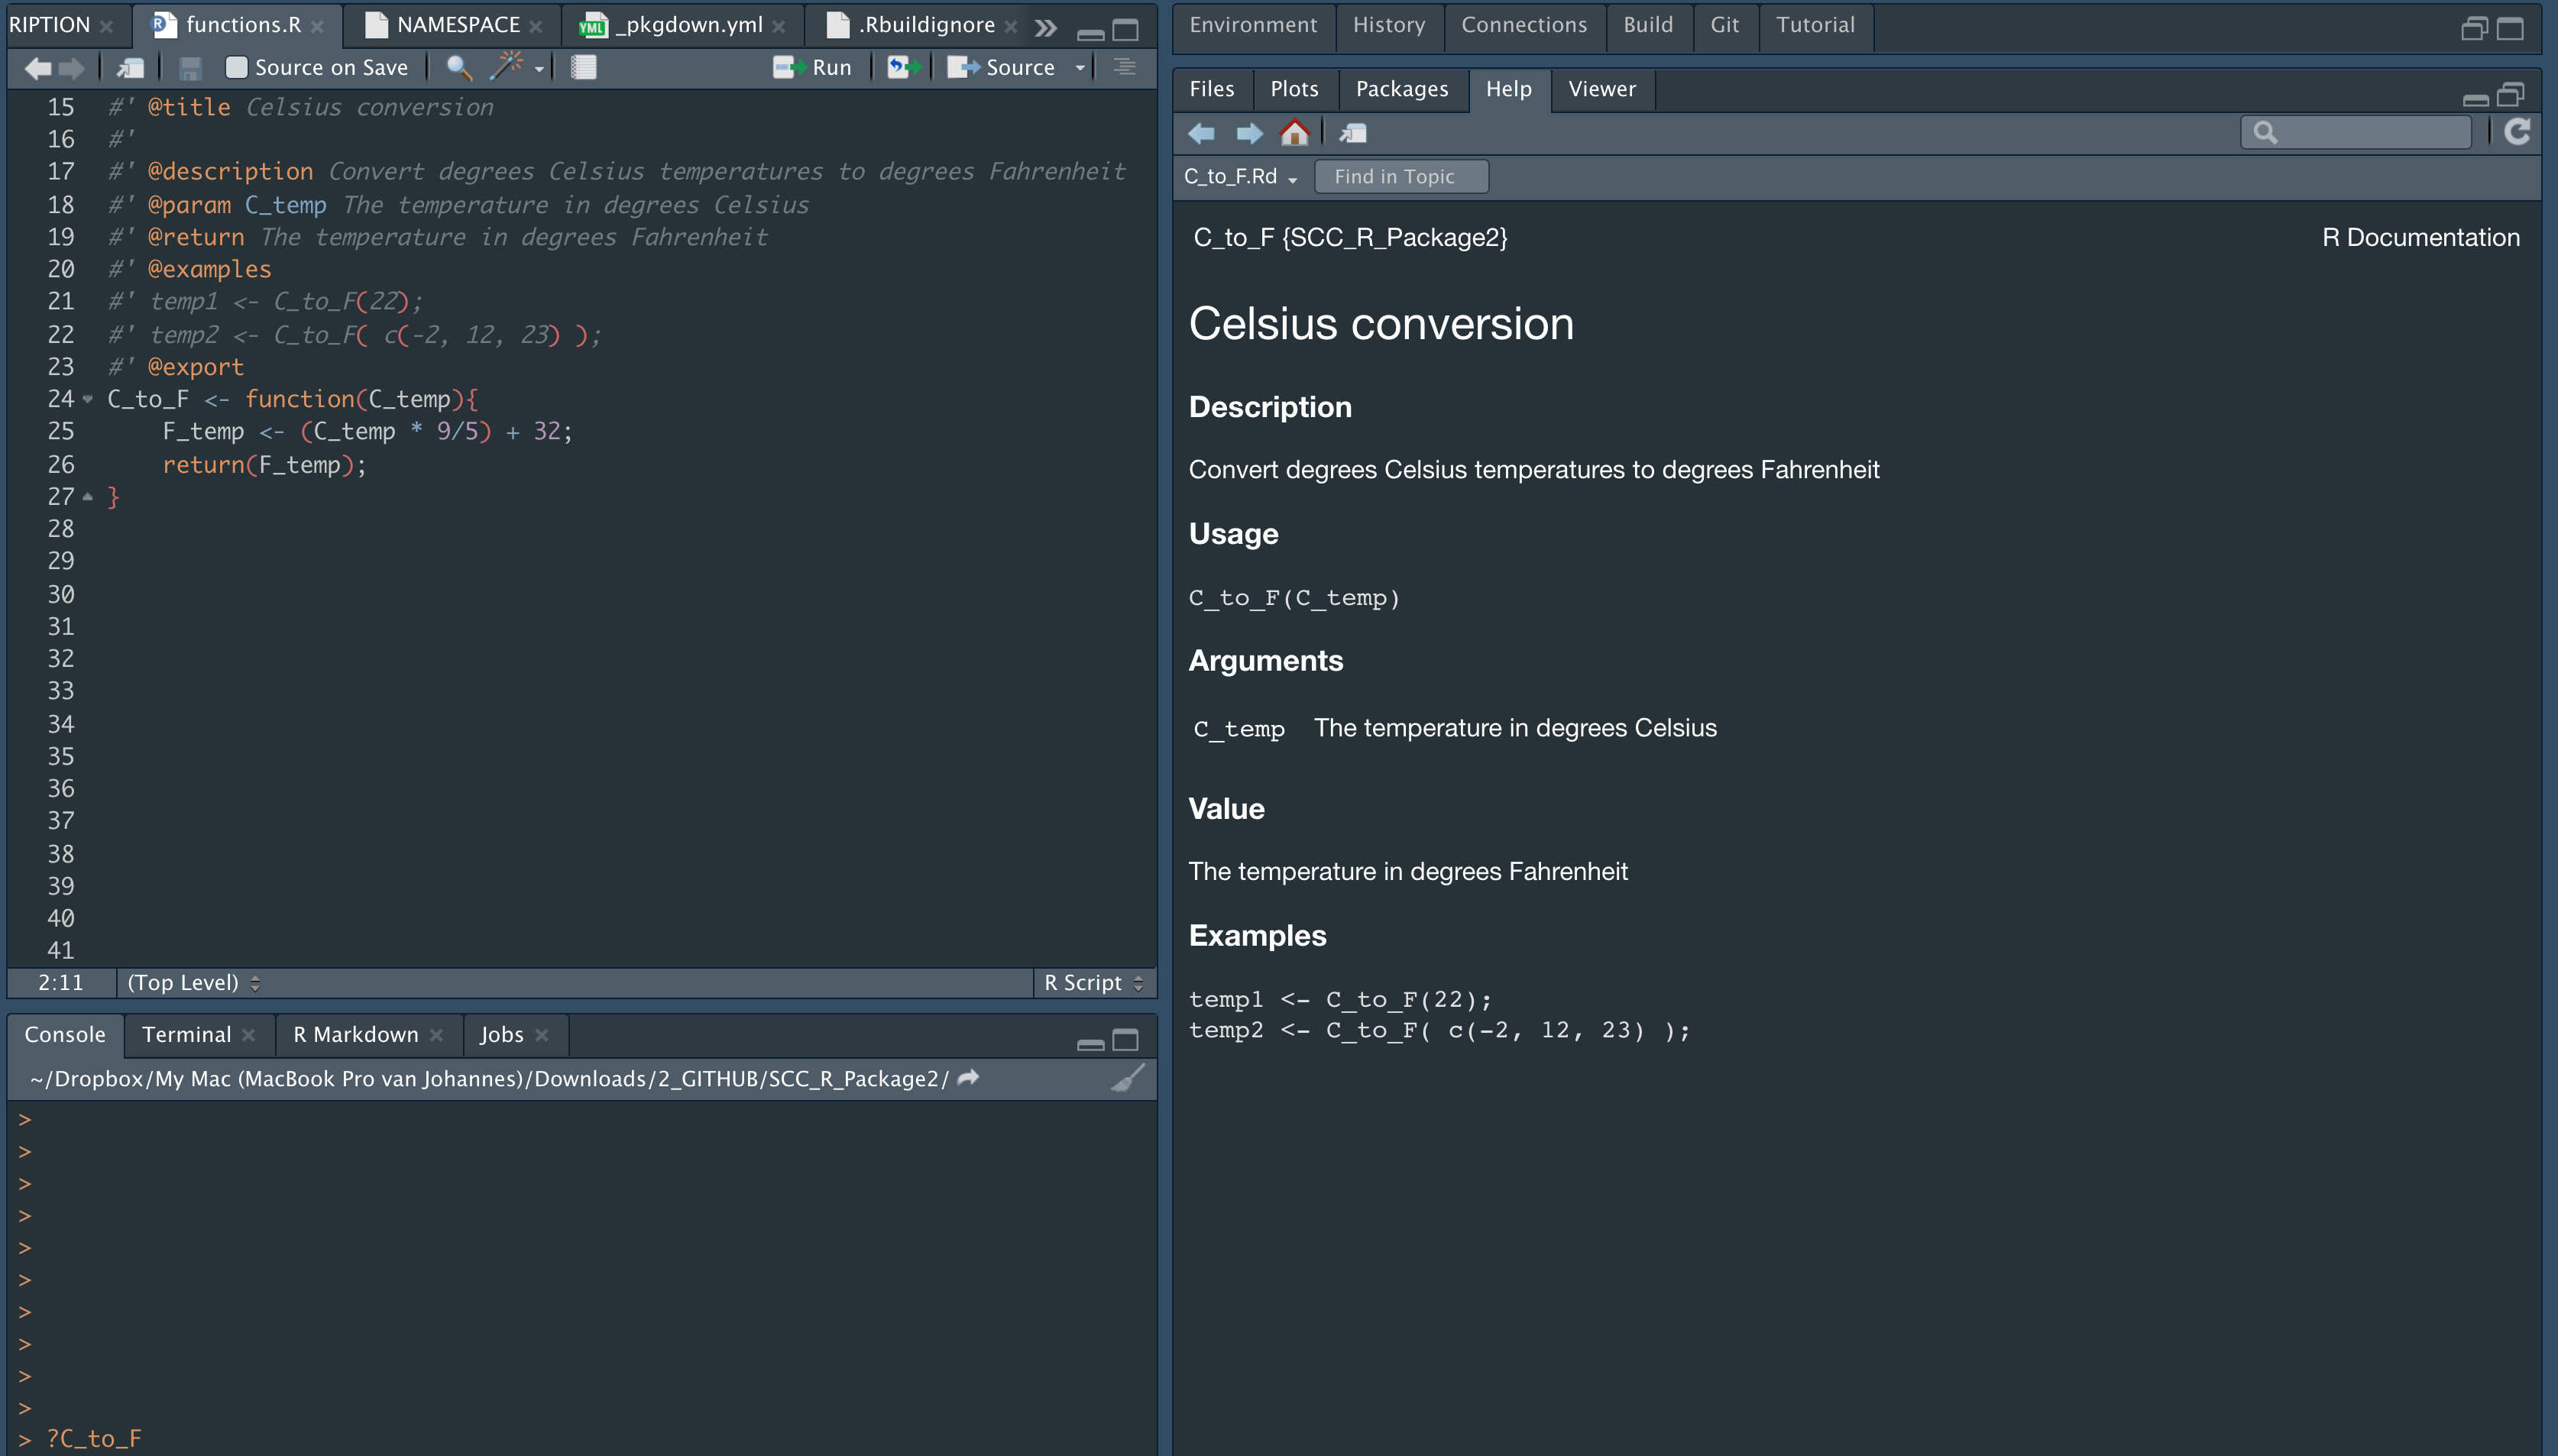 RIPTION
functions.R
NAMESPACE
YML _pkgdown.yml
.Rbuildignore
Source on Save
Run
Source
15 #' @title Celsius conversion
16 #'
17 #' @description Convert degrees Celsius temperatures to degrees Fahrenheit
18 #' @param C_temp The temperature in degrees Celsius
19 #' @return The temperature in degrees Fahrenheit
20 #' @examples
21 #' temp1 <- C_to_F(22);
22 #' temp2 <- C_to_F( c(-2, 12, 23) );
23 #' @export
24 C_to_F <- function(C_temp){
25     F_temp <- (C_temp * 9/5) + 32;
26     return(F_temp);
27 }
28
29
30
31
32
33
34
35
36
37
38
39
40
41
2:11 (Top Level) R Script
Console Terminal R Markdown Jobs
~/Dropbox/My Mac (MacBook Pro van Johannes)/Downloads/2_GITHUB/SCC_R_Package2/
>
>
>
>
>
>
>
>
>
>
> ?C_to_F
Environment History Connections Build Git Tutorial
Files Plots Packages Help Viewer
C_to_F.Rd Find in Topic
C_to_F {SCC_R_Package2} R Documentation
Celsius conversion
Description
Convert degrees Celsius temperatures to degrees Fahrenheit
Usage
C_to_F(C_temp)
Arguments
C_temp The temperature in degrees Celsius
Value
The temperature in degrees Fahrenheit
Examples
temp1 <- C_to_F(22);
temp2 <- C_to_F( c(-2, 12, 23) );